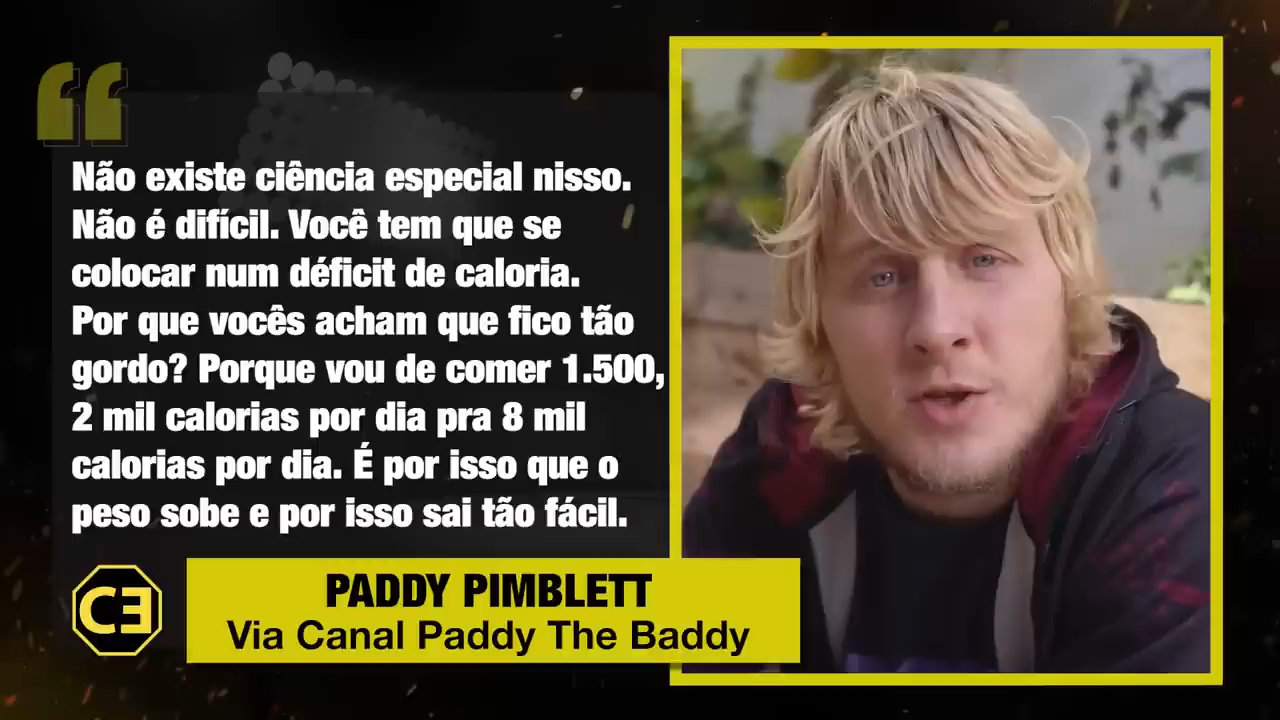 Não existe ciência especial nisso.
Não é difícil. Você tem que se
colocar num déficit de caloria.
Por que vocês acham que fico tão
gordo? Porque vou de comer 1.500,
2 mil calorias por dia pra 8 mil
calorias por dia. É por isso que o
peso sobe e por isso sai tão fácil.
CE
PADDY PIMBLETT
Via Canal Paddy The Baddy